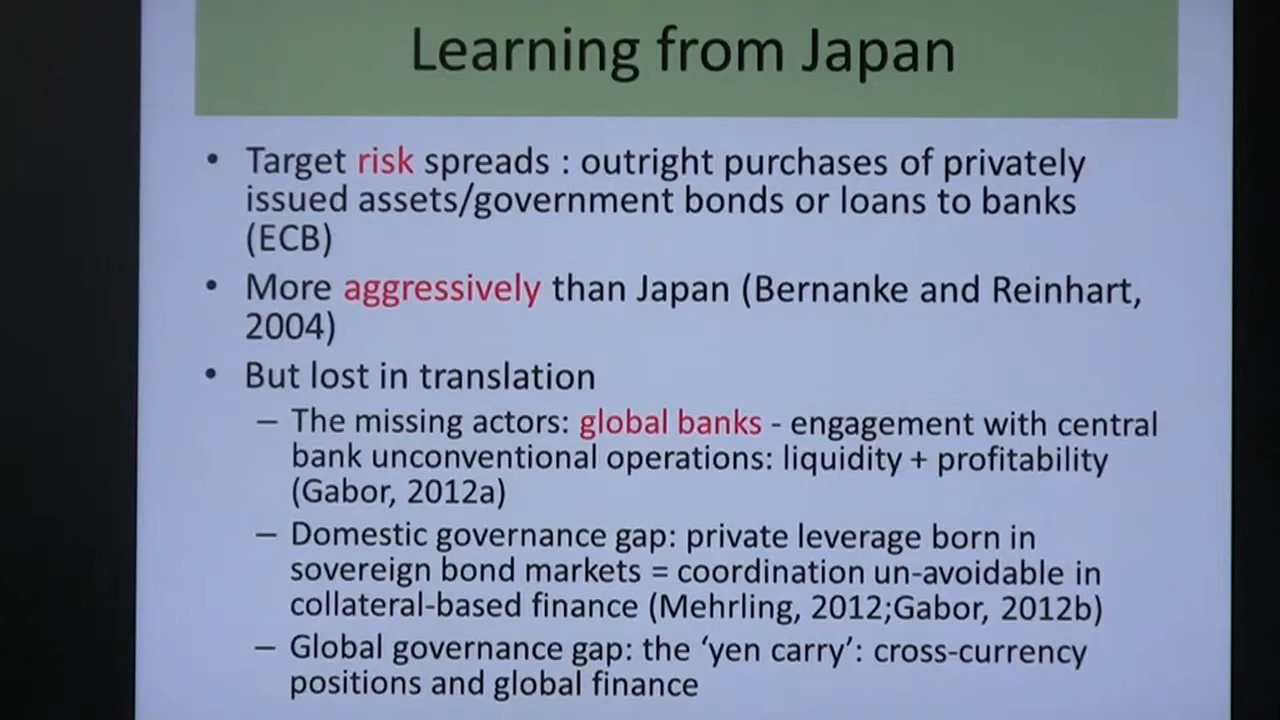 Learning from Japan
• Target risk spreads : outright purchases of privately
issued assets/government bonds or loans to banks
(ECB)
• More aggressively than Japan (Bernanke and Reinhart,
2004)
• But lost in translation
– The missing actors: global banks - engagement with central
bank unconventional operations: liquidity + profitability
(Gabor, 2012a)
– Domestic governance gap: private leverage born in
sovereign bond markets = coordination un-avoidable in
collateral-based finance (Mehrling, 2012;Gabor, 2012b)
– Global governance gap: the ‘yen carry’: cross-currency
positions and global finance